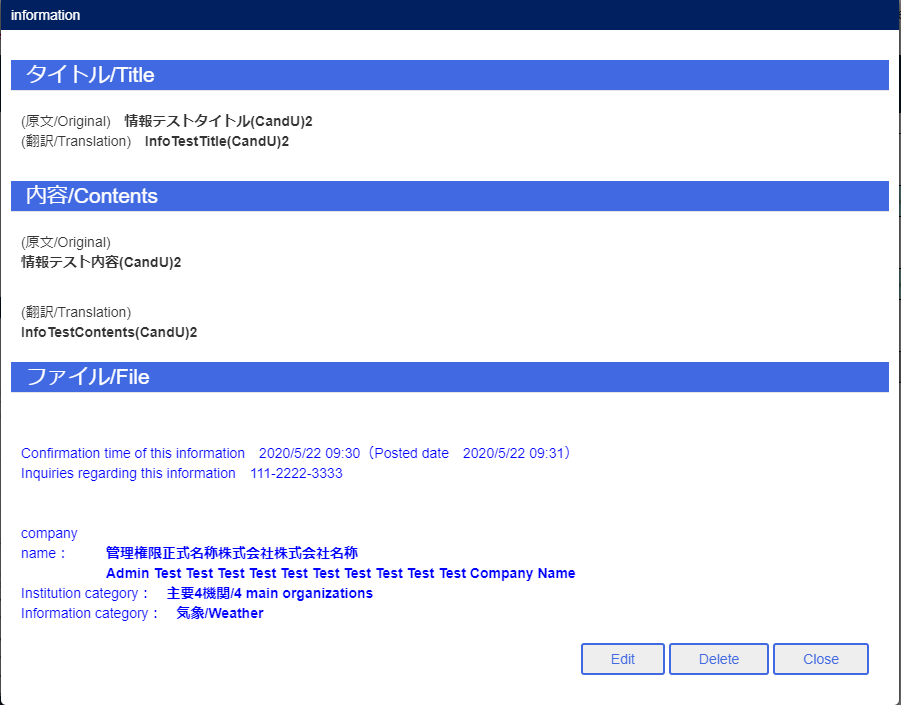 information
タイトル/Title
(原文/Original) 情報テストタイトル(CandU)2
(翻訳/Translation) InfoTestTitle(CandU)2
内容/Contents
(原文/Original)
情報テスト内容(CandU)2
(翻訳/Translation)
InfoTestContents(CandU)2
ファイル/File
Confirmation time of this information 2020/5/22 09:30（Posted date 2020/5/22 09:31）
Inquiries regarding this information 111-2222-3333
company
name： 管理権限正式名称株式会社株式会社名称
Admin Test Test Test Test Test Test Test Test Test Test Company Name
Institution category： 主要4機関/4 main organizations
Information category： 気象/Weather
Edit Delete Close